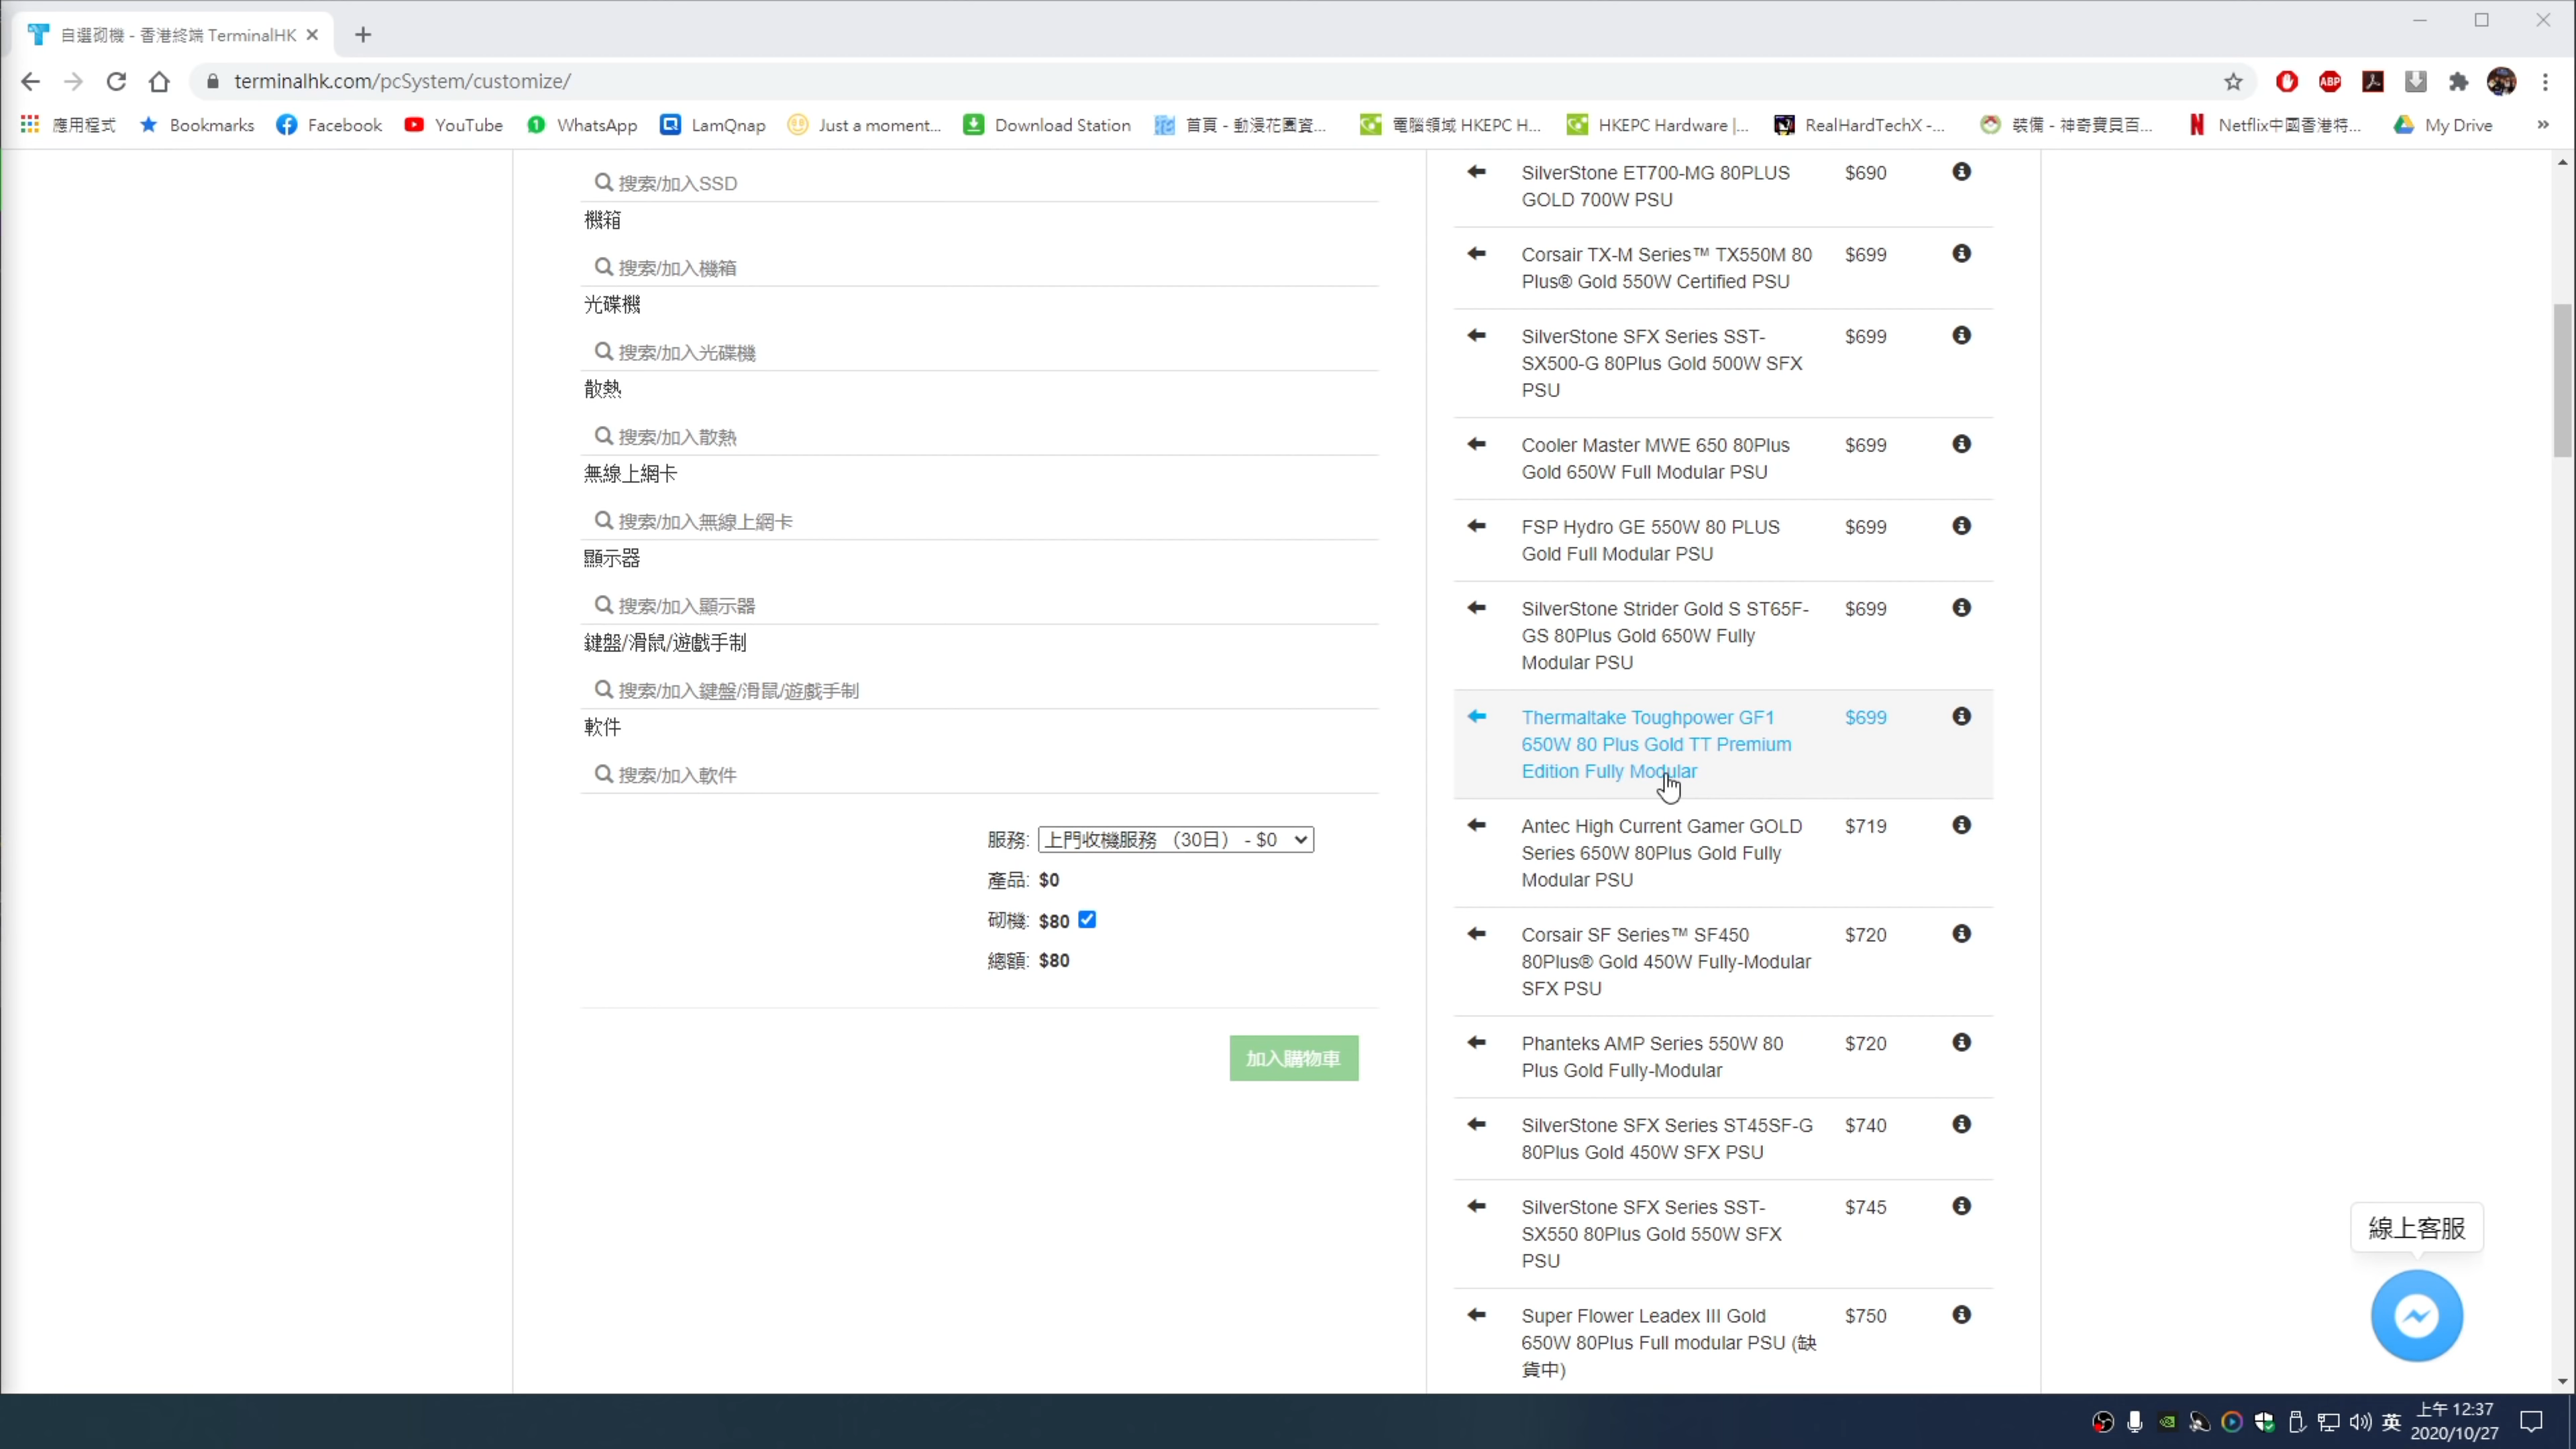 自選砌機 - 香港終端 TerminalHK
terminalhk.com/pcSystem/customize/
ABP
應用程式
Bookmarks
Facebook
YouTube
WhatsApp
LamQnap
Just a moment...
Download Station
首頁 - 動漫花園資...
電腦領域 HKEPC H...
HKEPC Hardware |...
RealHardTechX -...
裝備 - 神奇寶貝百...
Netflix中國香港特...
My Drive
搜索/加入SSD
機箱
搜索/加入機箱
光碟機
搜索/加入光碟機
散熱
搜索/加入散熱
無線上網卡
搜索/加入無線上網卡
顯示器
搜索/加入顯示器
鍵盤/滑鼠/遊戲手制
搜索/加入鍵盤/滑鼠/遊戲手制
軟件
搜索/加入軟件
服務: 上門收機服務 （30日） - $0
產品: $0
砌機: $80
總額: $80
加入購物車
SilverStone ET700-MG 80PLUS $690
GOLD 700W PSU
Corsair TX-M Series™ TX550M 80 $699
Plus® Gold 550W Certified PSU
SilverStone SFX Series SST- $699
SX500-G 80Plus Gold 500W SFX
PSU
Cooler Master MWE 650 80Plus $699
Gold 650W Full Modular PSU
FSP Hydro GE 550W 80 PLUS $699
Gold Full Modular PSU
SilverStone Strider Gold S ST65F- $699
GS 80Plus Gold 650W Fully
Modular PSU
Thermaltake Toughpower GF1 $699
650W 80 Plus Gold TT Premium
Edition Fully Modular
Antec High Current Gamer GOLD $719
Series 650W 80Plus Gold Fully
Modular PSU
Corsair SF Series™ SF450 $720
80Plus® Gold 450W Fully-Modular
SFX PSU
Phanteks AMP Series 550W 80 $720
Plus Gold Fully-Modular
SilverStone SFX Series ST45SF-G $740
80Plus Gold 450W SFX PSU
SilverStone SFX Series SST- $745
SX550 80Plus Gold 550W SFX
PSU
Super Flower Leadex III Gold $750
650W 80Plus Full modular PSU (缺
貨中)
線上客服
英
上午 12:37
2020/10/27